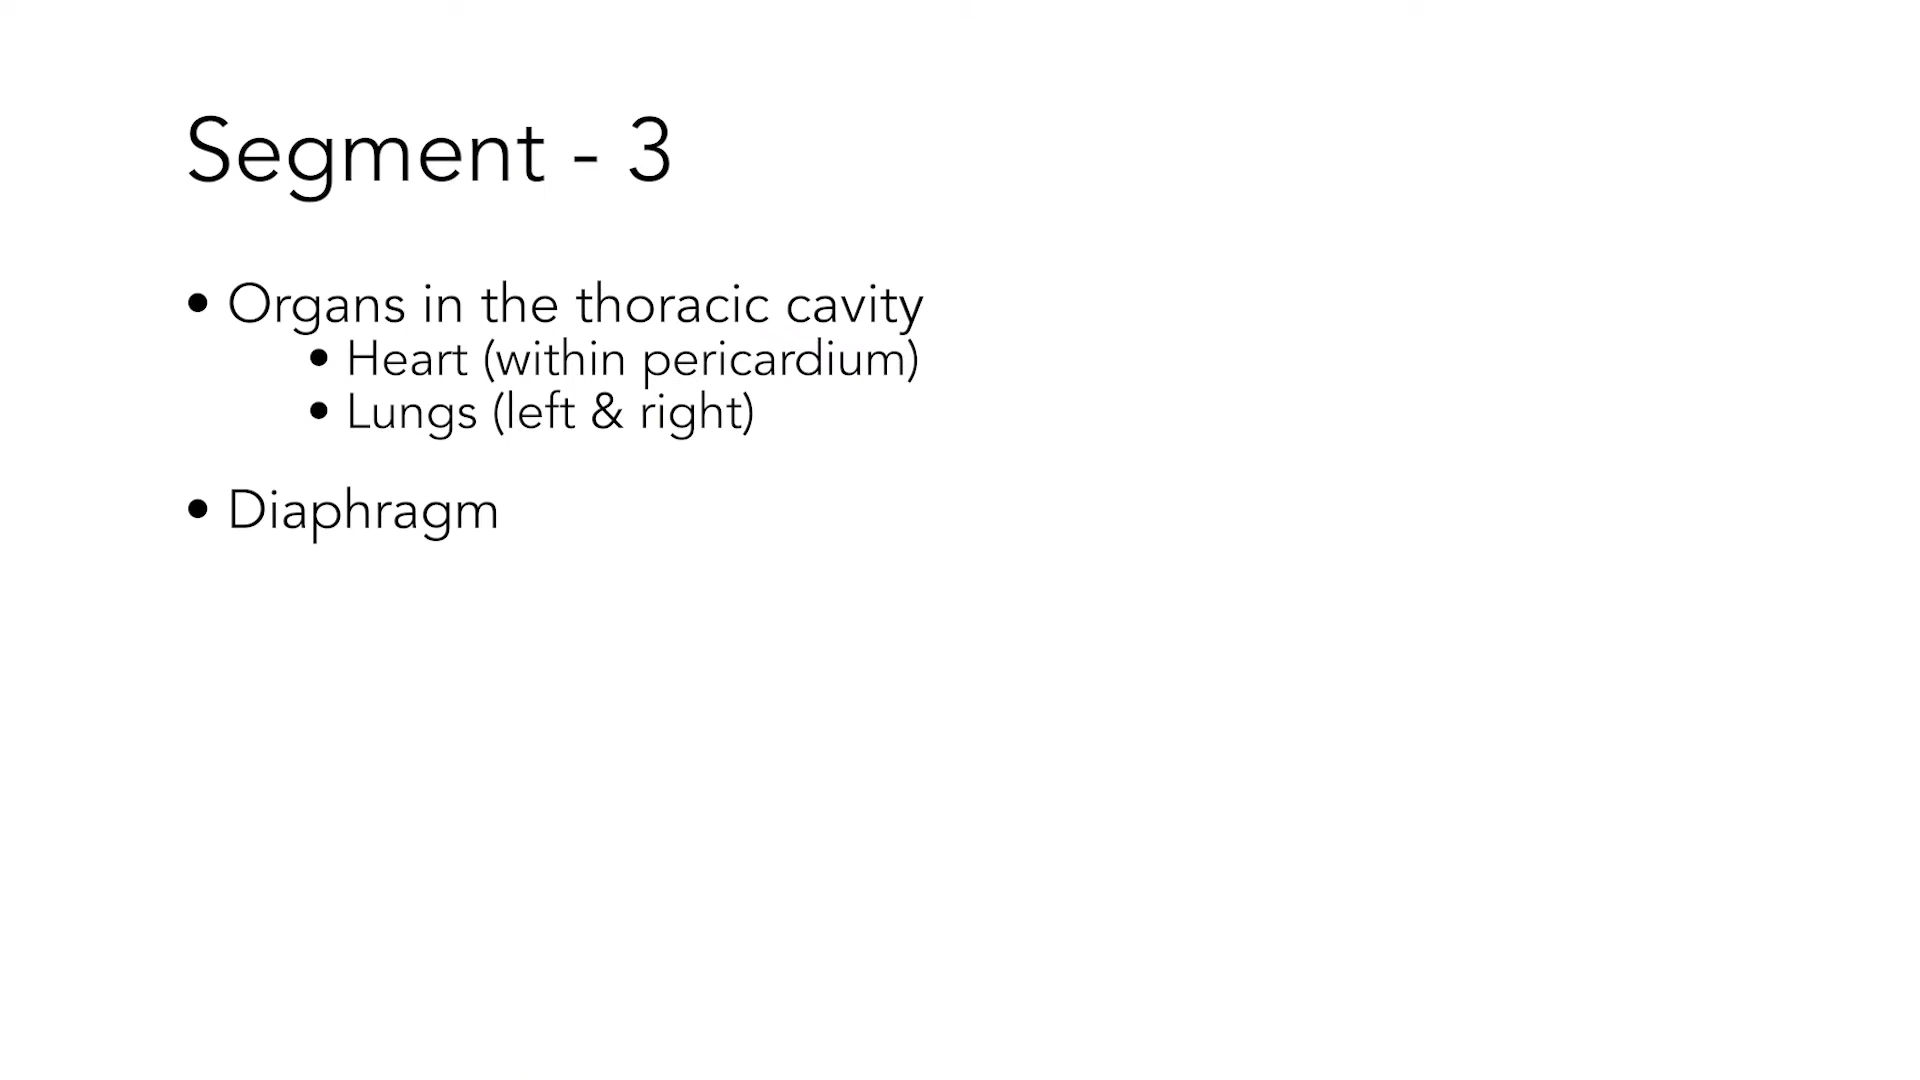 Segment - 3
• Organs in the thoracic cavity
• Heart (within pericardium)
• Lungs (left & right)
• Diaphragm